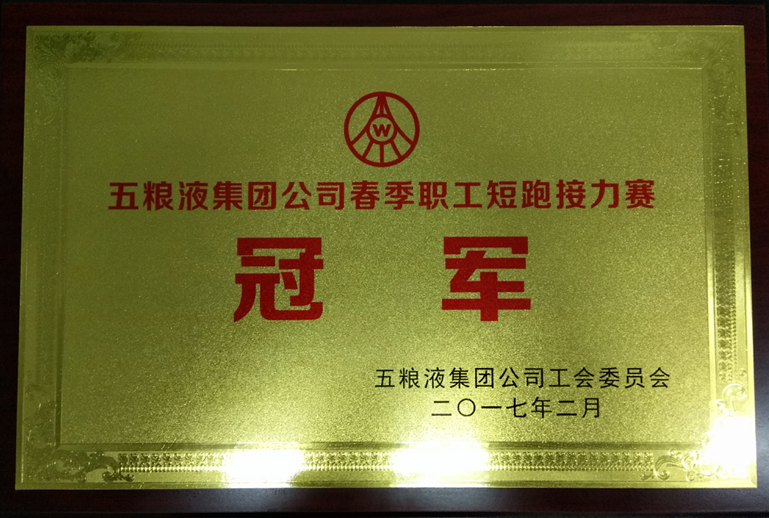 W
五粮液集团公司春季职工短跑接力赛
冠军
五粮液集团公司工会委员会
二〇一七年二月